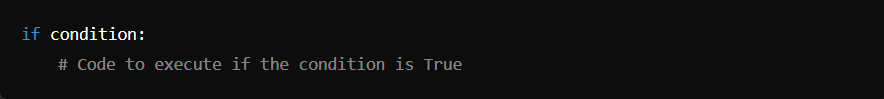 if condition:
    # Code to execute if the condition is True